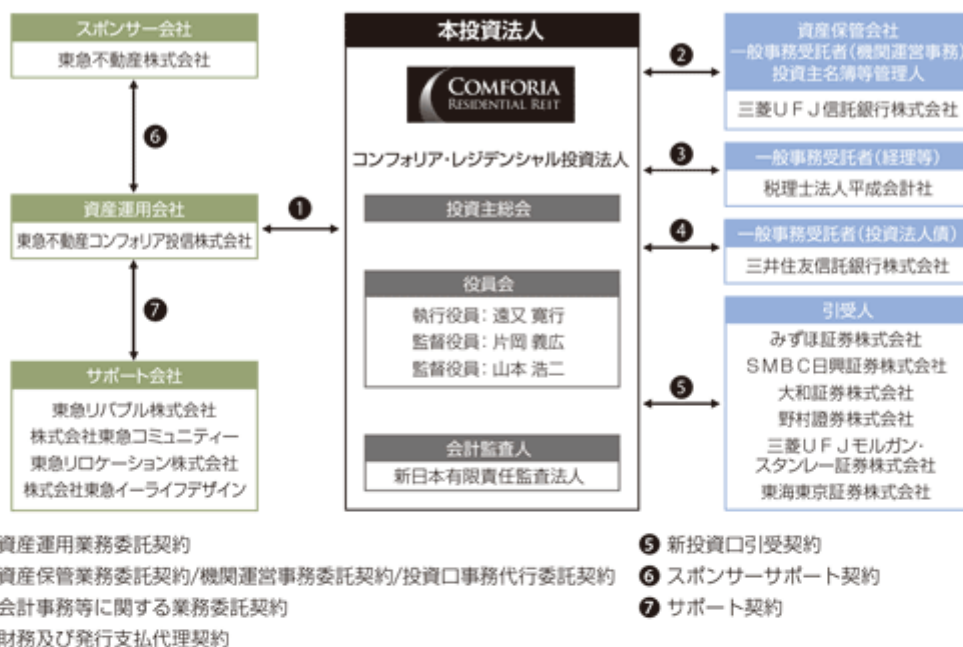 スポンサー会社
東急不動産株式会社
❻
資産運用会社
東急不動産コンフォリア投信株式会社
❼
サポート会社
東急リバブル株式会社
株式会社東急コミュニティー
東急リロケーション株式会社
株式会社東急イーライフデザイン
❶
本投資法人
COMFORIA
RESIDENTIAL REIT
コンフォリア・レジデンシャル投資法人
投資主総会
役員会
執行役員：遠又 寛行
監督役員：片岡 義広
監督役員：山本 浩二
会計監査人
新日本有限責任監査法人
❷
資産保管会社
一般事務受託者(機関運営事務)
投資主名簿等管理人
三菱ＵＦＪ信託銀行株式会社
❸
一般事務受託者(経理等)
税理士法人平成会計社
❹
一般事務受託者(投資法人債)
三井住友信託銀行株式会社
❺
引受人
みずほ証券株式会社
ＳＭＢＣ日興証券株式会社
大和証券株式会社
野村證券株式会社
三菱ＵＦＪモルガン・
スタンレー証券株式会社
東海東京証券株式会社
資産運用業務委託契約
資産保管業務委託契約/機関運営事務委託契約/投資口事務代行委託契約
会計事務等に関する業務委託契約
財務及び発行支払代理契約
❺ 新投資口引受契約
❻ スポンサーサポート契約
❼ サポート契約